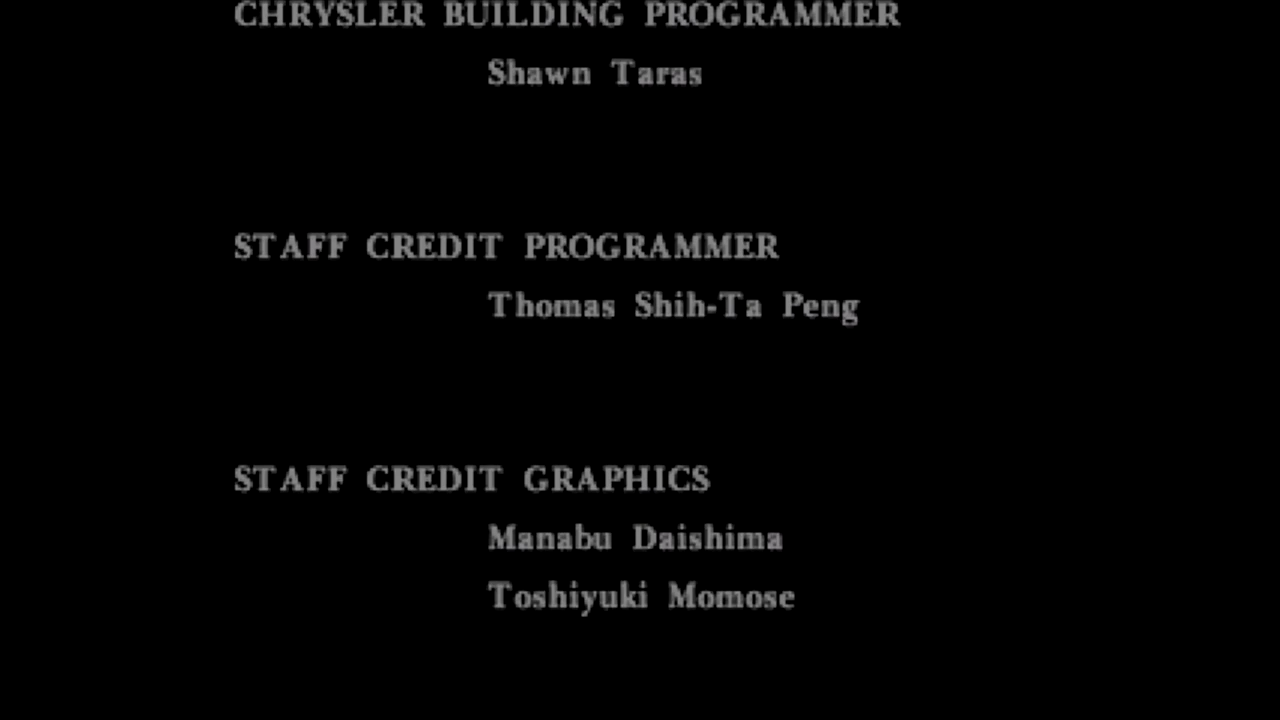 CHRYSLER BUILDING PROGRAMMER
Shawn Taras
STAFF CREDIT PROGRAMMER
Thomas Shih-Ta Peng
STAFF CREDIT GRAPHICS
Manabu Daishima
Toshiyuki Momose